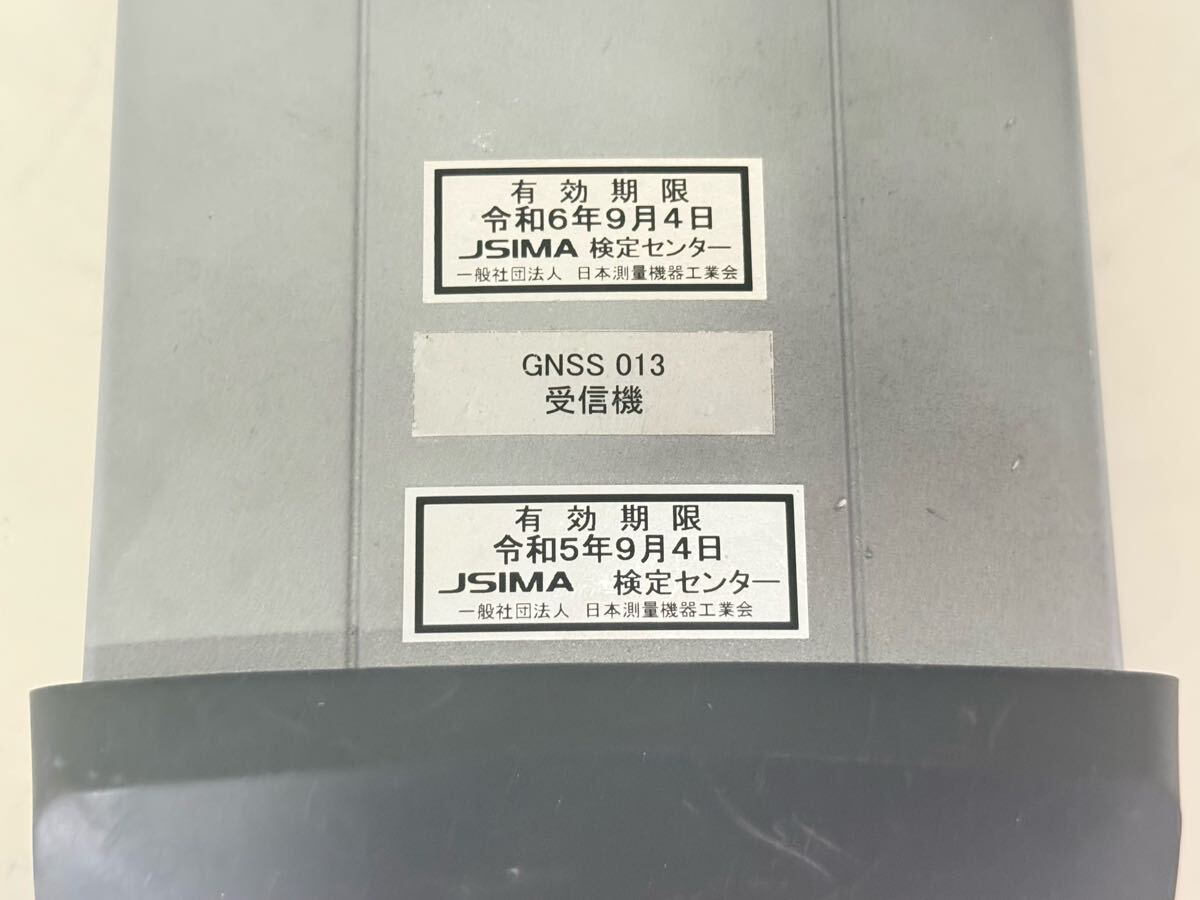 有効期限
令和6年9月4日
JSIMA 検定センター
一般社団法人 日本測量機器工業会
GNSS 013
受信機
有効期限
令和5年9月4日
JSIMA 検定センター
一般社団法人 日本測量機器工業会